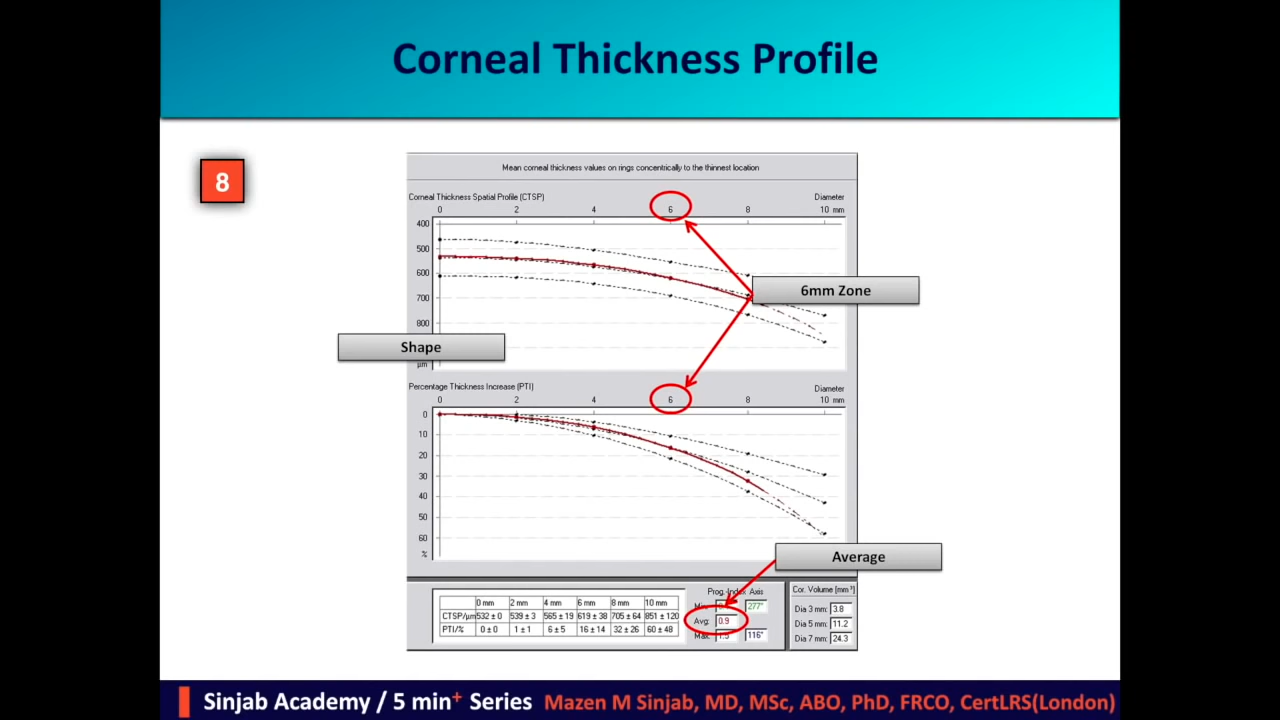 Corneal Thickness Profile
8
Mean corneal thickness values on rings concentrically to the thinnest location
Corneal Thickness Spatial Profile (CTSP)
Diameter
0 2 4 6 8 10 mm
400
500
600
700
800
µm
6mm Zone
Shape
Percentage Thickness Increase (PTI)
Diameter
0 2 4 6 8 10 mm
0
10
20
30
40
50
60
%
Average
0 mm 2 mm 4 mm 6 mm 8 mm 10 mm
CTSP/µm 532 ± 0 539 ± 3 565 ± 19 619 ± 38 705 ± 64 851 ± 120
PTI/% 0 ± 0 1 ± 1 6 ± 5 16 ± 14 32 ± 26 60 ± 48
Prog.-Index Axis
277°
Avg: 0.9
Max. 116°
Cor. Volume [mm³]
Dia 3 mm: 3.8
Dia 5 mm: 11.2
Dia 7 mm: 24.3
Sinjab Academy / 5 min+ Series Mazen M Sinjab, MD, MSc, ABO, PhD, FRCO, CertLRS(London)